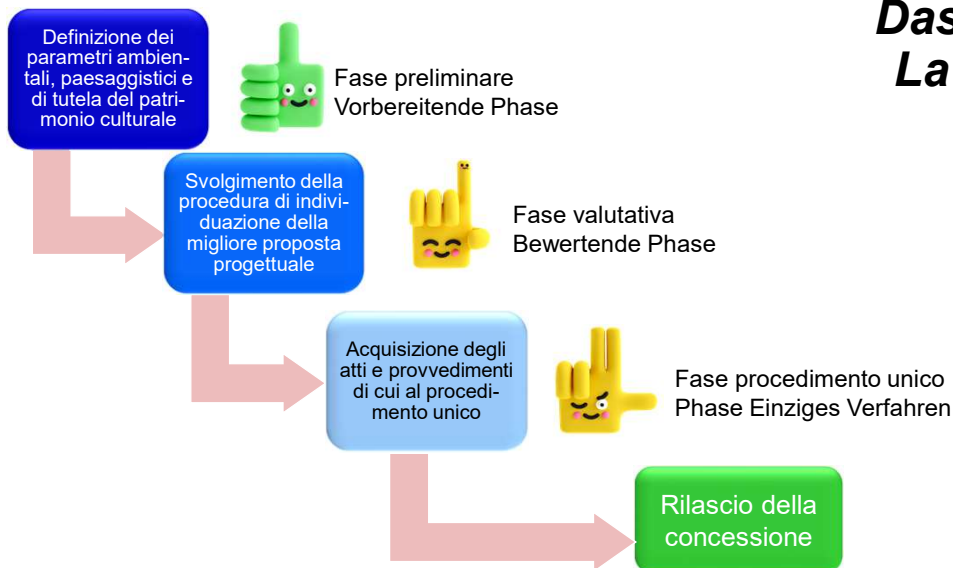 Das
La
Definizione dei
parametri ambien-
tali, paesaggistici e
di tutela del patri-
monio culturale
Fase preliminare
Vorbereitende Phase
Svolgimento della
procedura di indivi-
duazione della
migliore proposta
progettuale
Fase valutativa
Bewertende Phase
Acquisizione degli
atti e provvedimenti
di cui al procedi-
mento unico
Fase procedimento unico
Phase Einziges Verfahren
Rilascio della
concessione